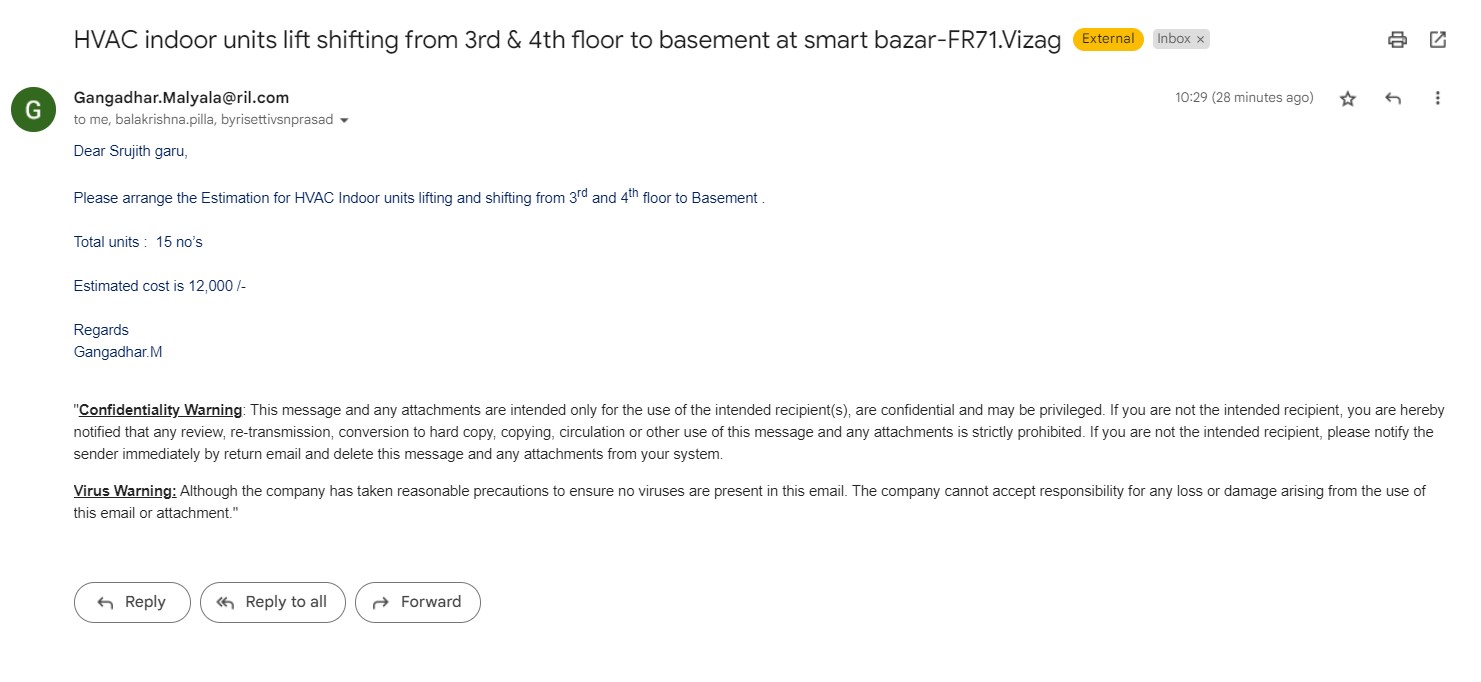 HVAC indoor units lift shifting from 3rd & 4th floor to basement at smart bazar-FR71.Vizag External Inbox ×
G
Gangadhar.Malyala@ril.com 10:29 (28 minutes ago)
to me, balakrishna.pilla, byrisettivsnprasad
Dear Srujith garu,
Please arrange the Estimation for HVAC Indoor units lifting and shifting from 3rd and 4th floor to Basement .
Total units :  15 no's
Estimated cost is 12,000 /-
Regards
Gangadhar.M
"Confidentiality Warning: This message and any attachments are intended only for the use of the intended recipient(s), are confidential and may be privileged. If you are not the intended recipient, you are hereby
notified that any review, re-transmission, conversion to hard copy, copying, circulation or other use of this message and any attachments is strictly prohibited. If you are not the intended recipient, please notify the
sender immediately by return email and delete this message and any attachments from your system.
Virus Warning: Although the company has taken reasonable precautions to ensure no viruses are present in this email. The company cannot accept responsibility for any loss or damage arising from the use of
this email or attachment."
Reply Reply to all Forward